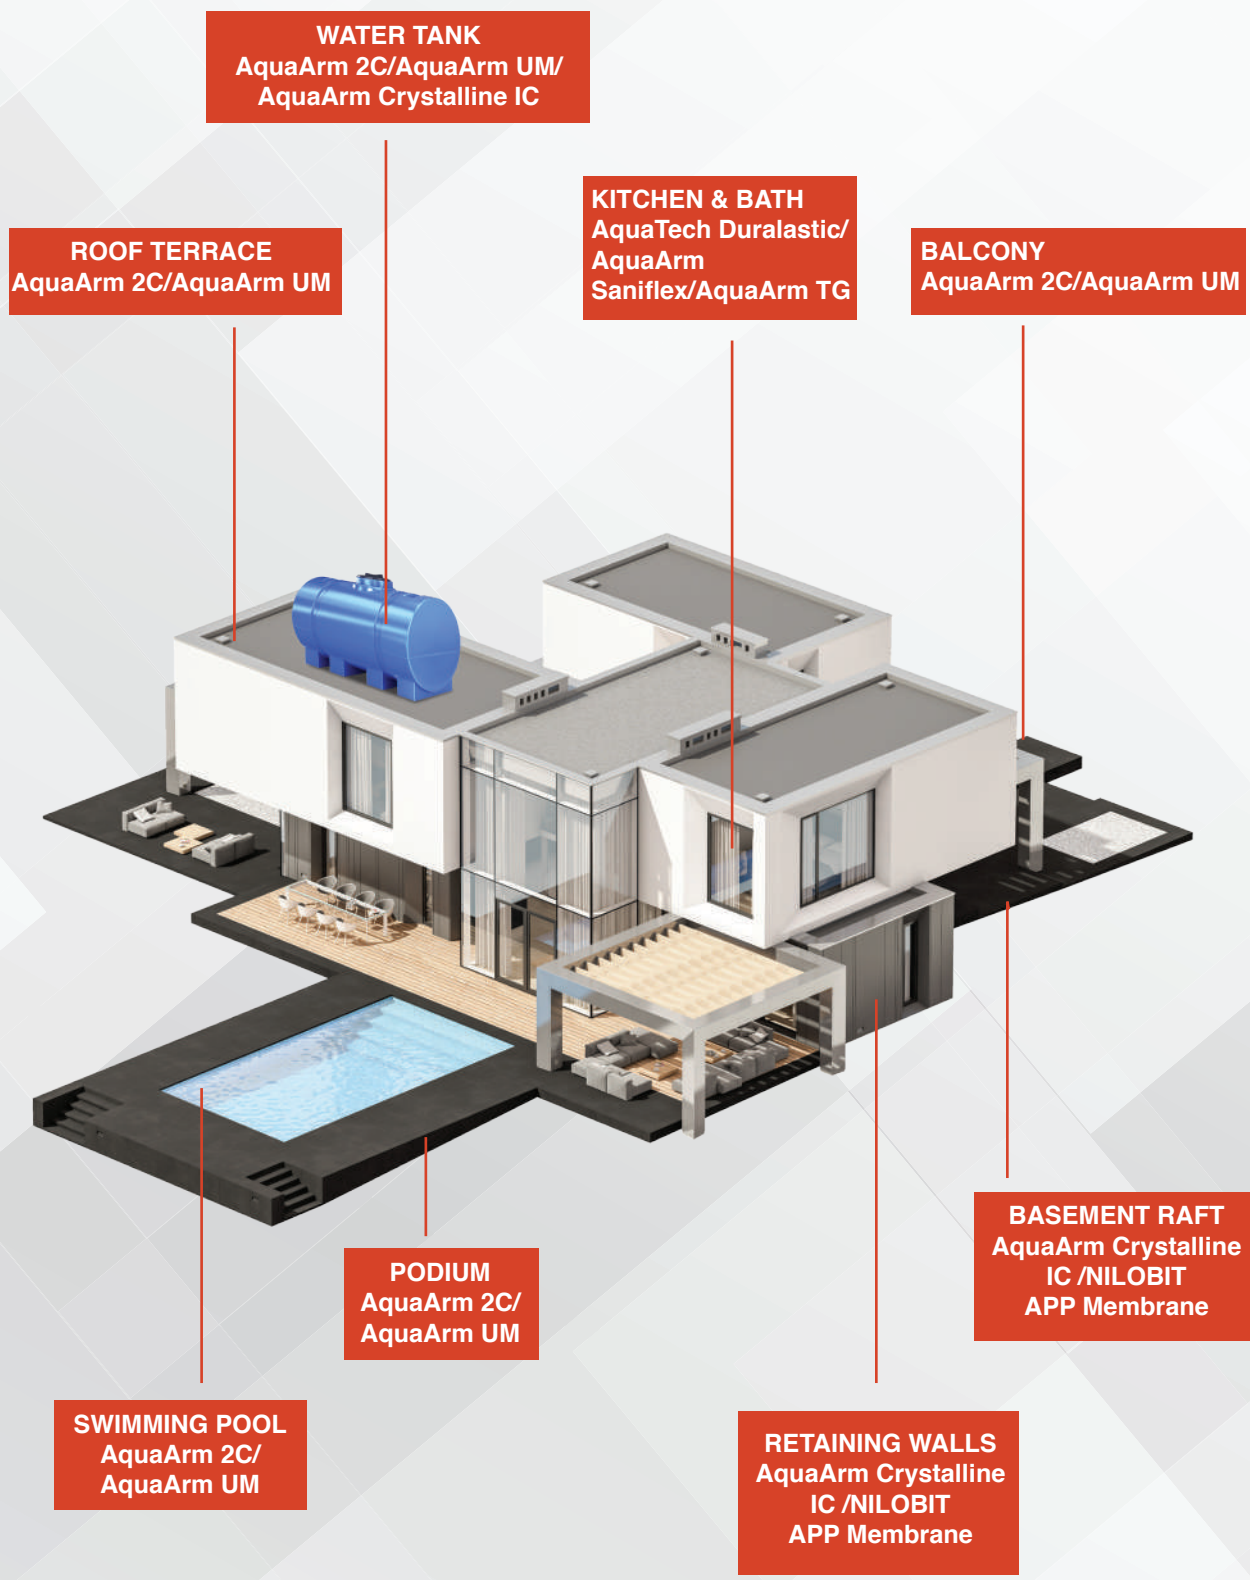 WATER TANK
AquaArm 2C/AquaArm UM/
AquaArm Crystalline IC
KITCHEN & BATH
AquaTech Duralastic/
AquaArm
Saniflex/AquaArm TG
ROOF TERRACE
AquaArm 2C/AquaArm UM
BALCONY
AquaArm 2C/AquaArm UM
BASEMENT RAFT
AquaArm Crystalline
IC /NILOBIT
APP Membrane
PODIUM
AquaArm 2C/
AquaArm UM
SWIMMING POOL
AquaArm 2C/
AquaArm UM
RETAINING WALLS
AquaArm Crystalline
IC /NILOBIT
APP Membrane